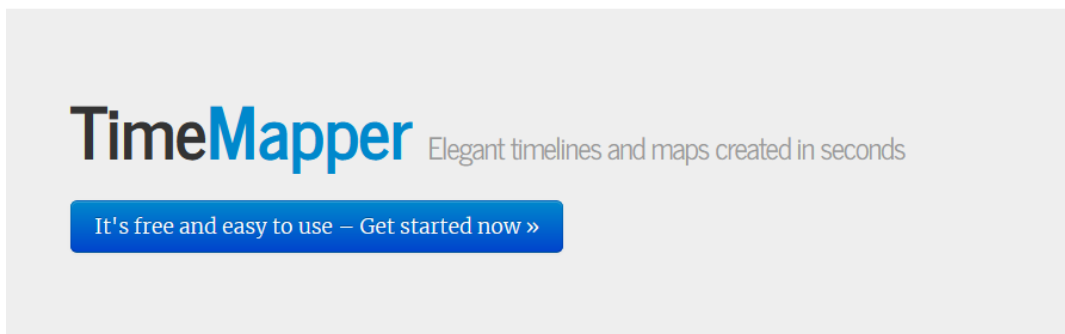 TimeMapper Elegant timelines and maps created in seconds
It's free and easy to use – Get started now »